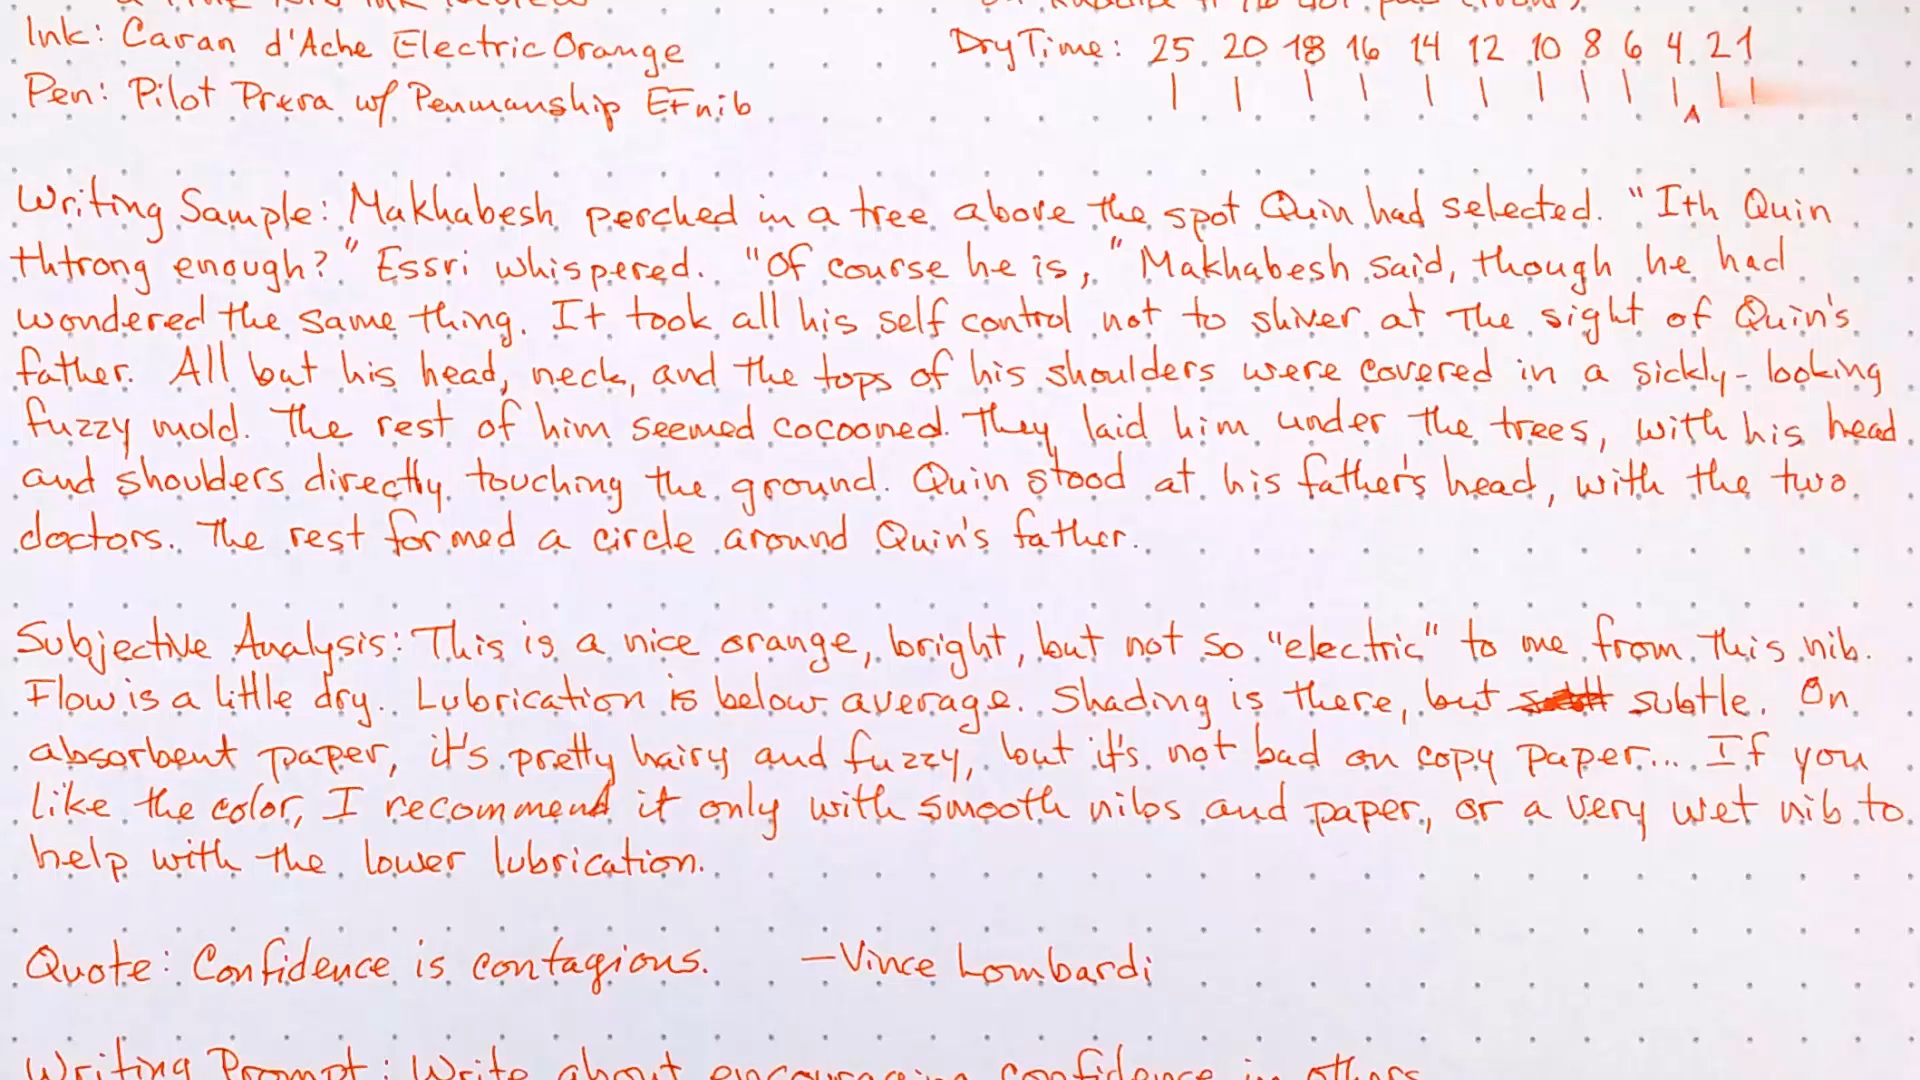 Ink: Caran d'Ache Electric Orange
Dry Time: 25 20 18 16 14 12 10 8 6 4 2 1
Pen: Pilot Prera w/ Penmanship EF nib
Writing Sample: Makhabesh perched in a tree above the spot Quin had selected. "Ith Quin
thtrong enough?" Essri whispered. "Of course he is," Makhabesh said, though he had
wondered the same thing. It took all his self control not to shiver at the sight of Quin's
father. All but his head, neck, and the tops of his shoulders were covered in a sickly-looking
fuzzy mold. The rest of him seemed cocooned. They laid him under the trees, with his head
and shoulders directly touching the ground. Quin stood at his father's head, with the two
doctors. The rest formed a circle around Quin's father.
Subjective Analysis: This is a nice orange, bright, but not so "electric" to me from this nib.
Flow is a little dry. Lubrication is below average. Shading is there, but subtle. On
absorbent paper, it's pretty hairy and fuzzy, but it's not bad on copy paper... If you
like the color, I recommend it only with smooth nibs and paper, or a very wet nib to
help with the lower lubrication.
Quote: Confidence is contagious. —Vince Lombardi
Writing Prompt: Write about encouraging confidence in others